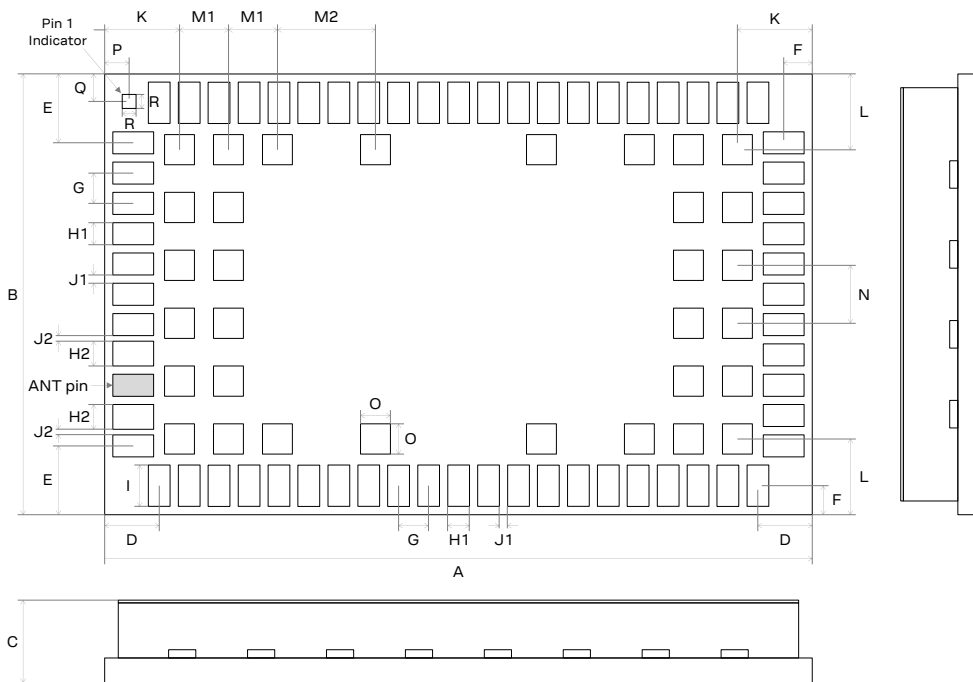 Pin 1
Indicator
K
M1
M1
M2
K
P
F
Q
E
R
R
L
G
H1
J1
B
N
J2
H2
ANT pin
H2
J2
O
O
E
I
L
F
D
G
H1
J1
D
A
C